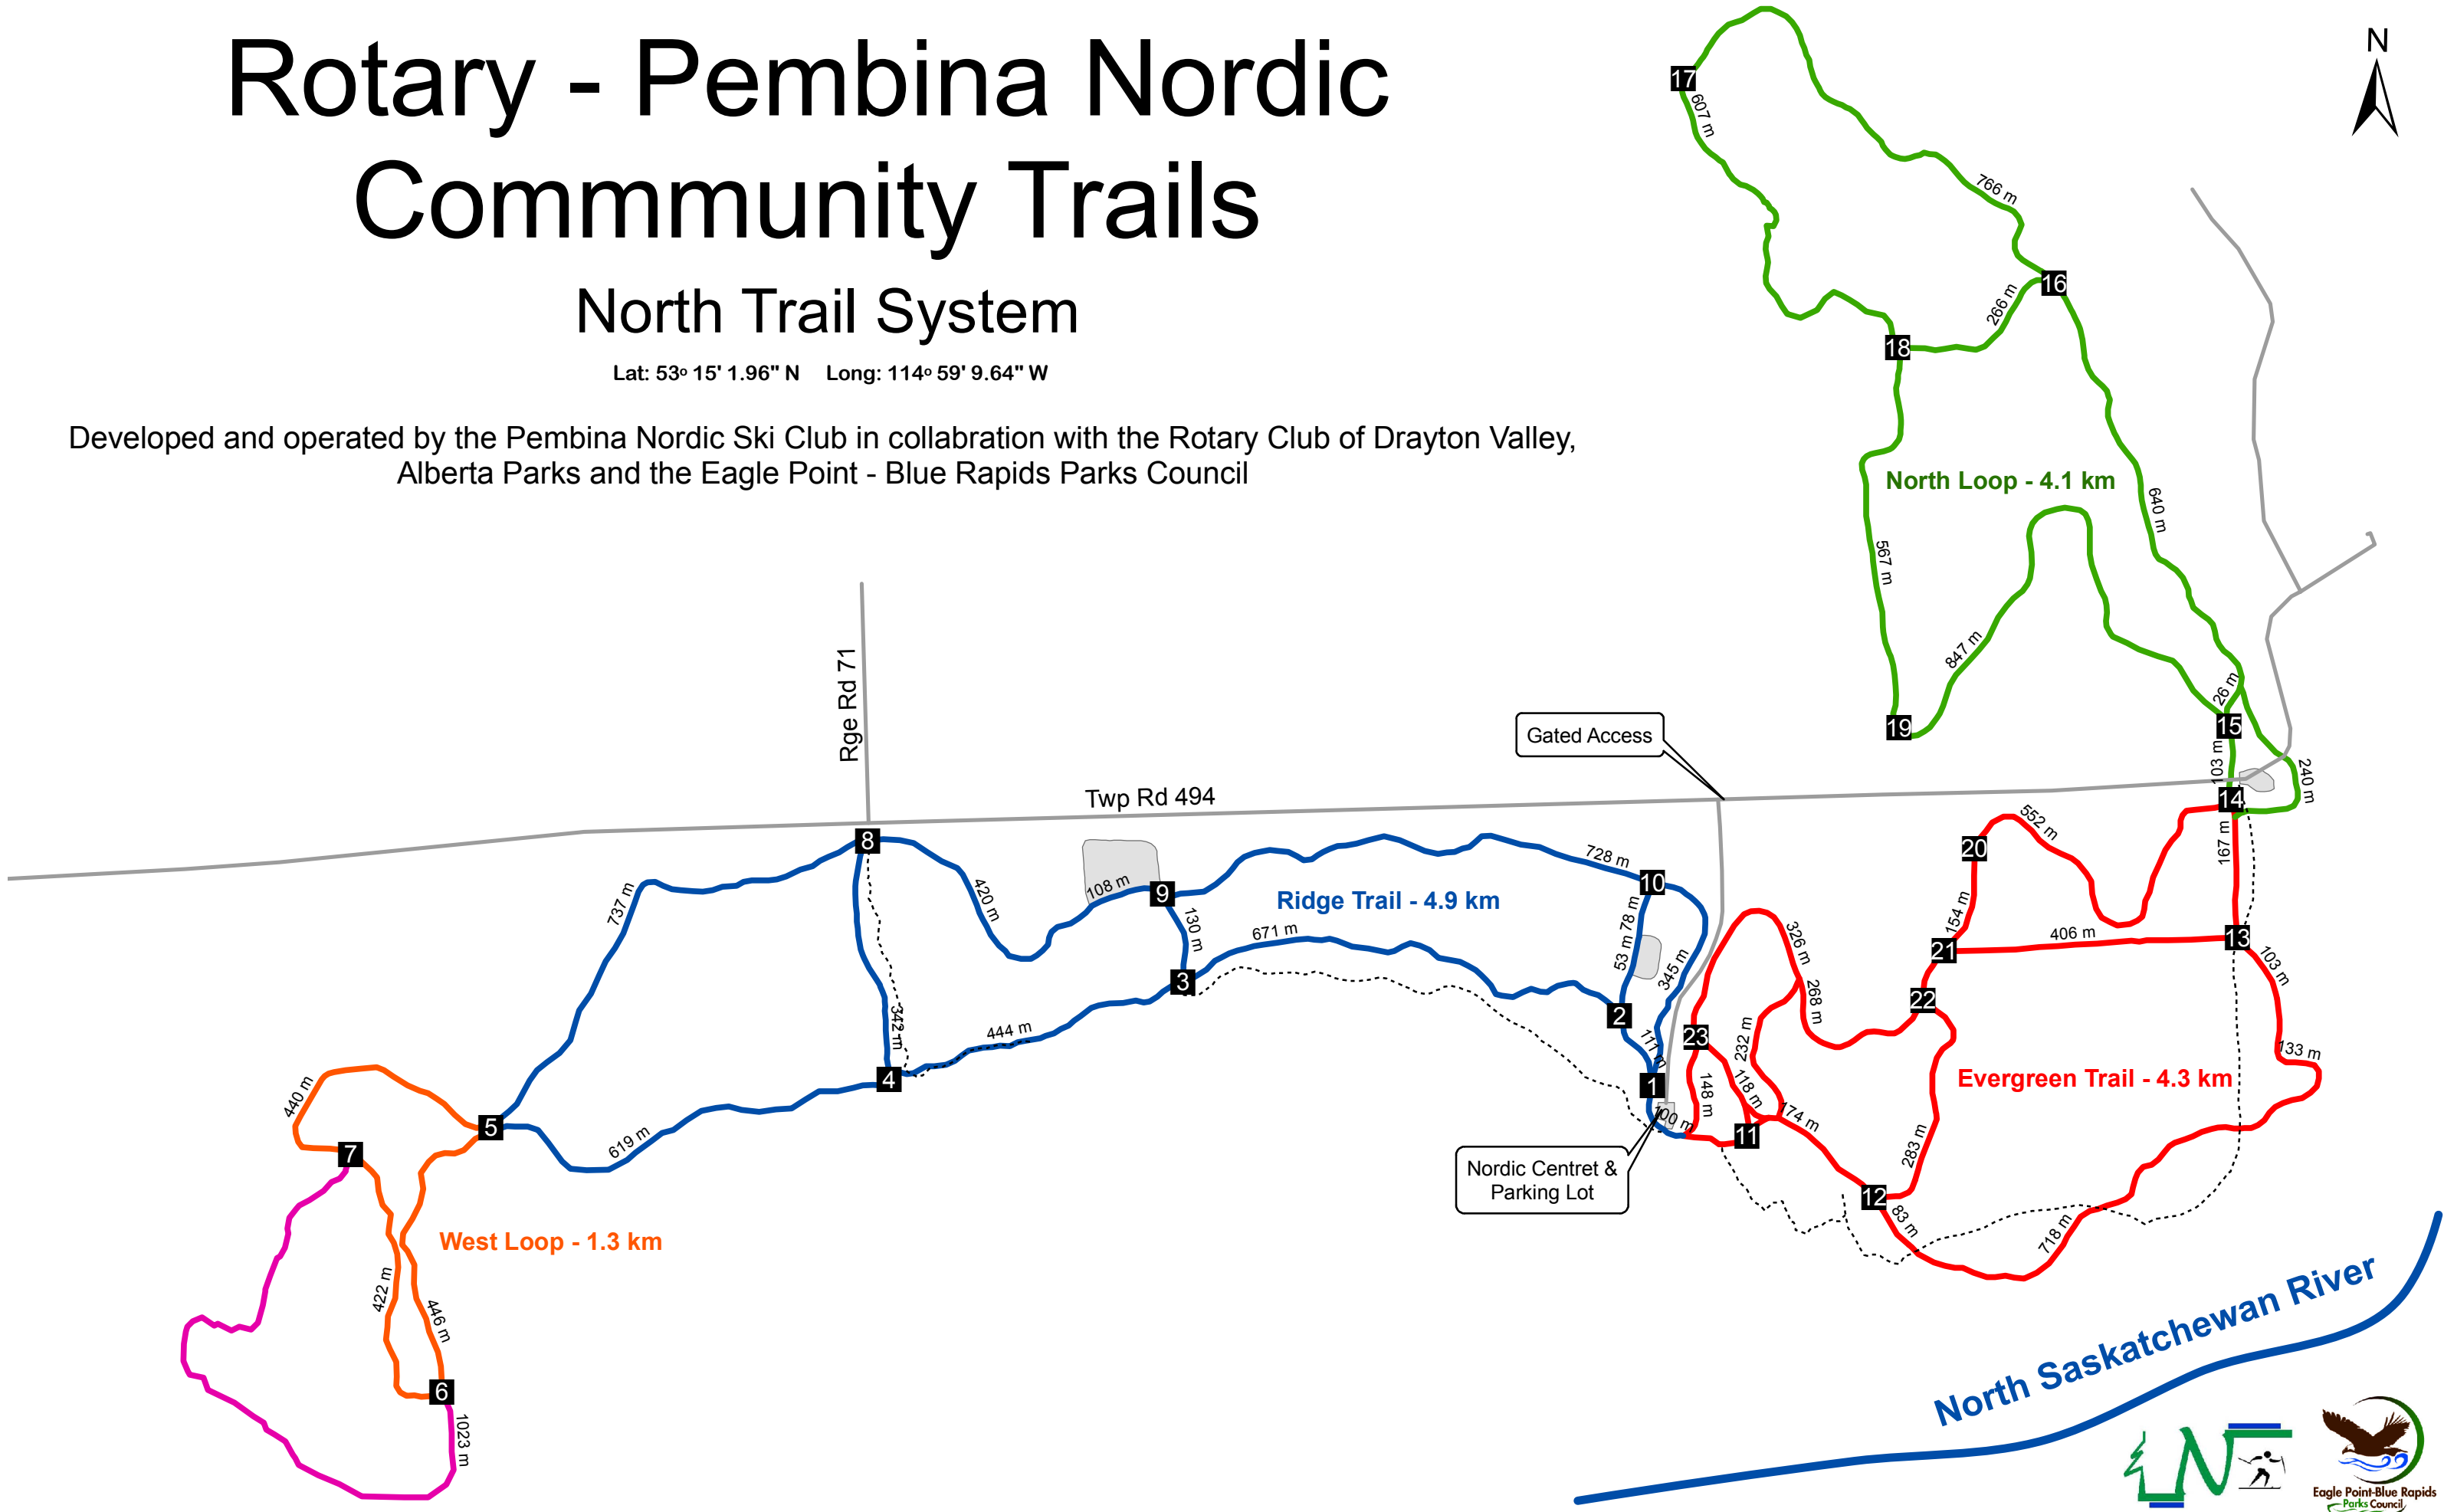 Rotary - Pembina Nordic
Commmunity Trails
North Trail System
Lat: 53º 15' 1.96" N Long: 114º 59' 9.64" W
Developed and operated by the Pembina Nordic Ski Club in collabration with the Rotary Club of Drayton Valley,
Alberta Parks and the Eagle Point - Blue Rapids Parks Council
N
17
607 m
766 m
16
266 m
18
North Loop - 4.1 km
640 m
567 m
847 m
26 m
19
15
103 m
240 m
14
Rge Rd 71
Twp Rd 494
Gated Access
8
737 m
420 m
108 m
9
130 m
Ridge Trail - 4.9 km
728 m
10
78 m
53 m
345 m
671 m
3
2
111 m
1
100 m
342 m
444 m
4
619 m
5
440 m
7
West Loop - 1.3 km
422 m
446 m
6
1023 m
Nordic Centret &
Parking Lot
552 m
20
167 m
154 m
406 m
13
21
103 m
22
326 m
268 m
23
232 m
148 m
118 m
174 m
11
133 m
Evergreen Trail - 4.3 km
283 m
12
83 m
718 m
North Saskatchewan River
N
Eagle Point-Blue Rapids
Parks Council